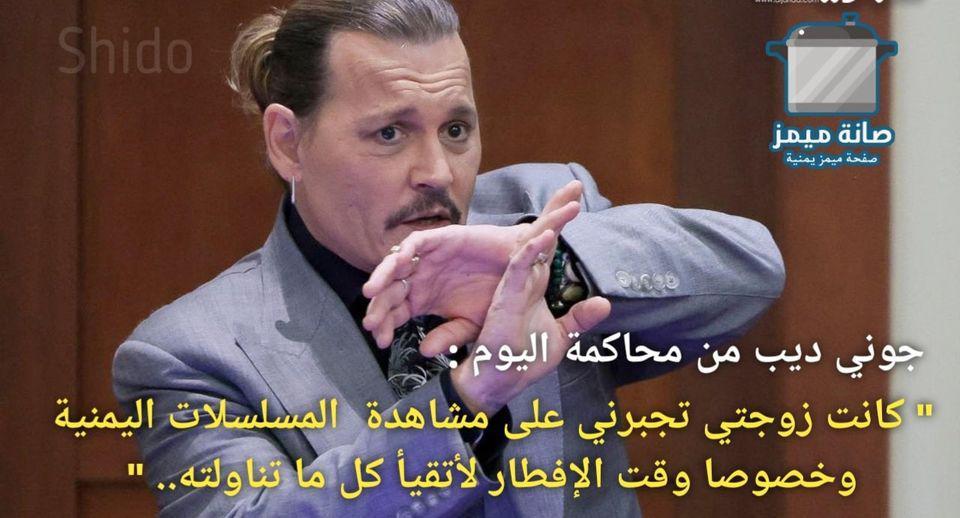 Shido
صانة ميمز
صفحة ميمز يمنية
جوني ديب من محاكمة اليوم :
" كانت زوجتي تجبرني على مشاهدة المسلسلات اليمنية
وخصوصا وقت الإفطار لأتقيأ كل ما تناولته.. "